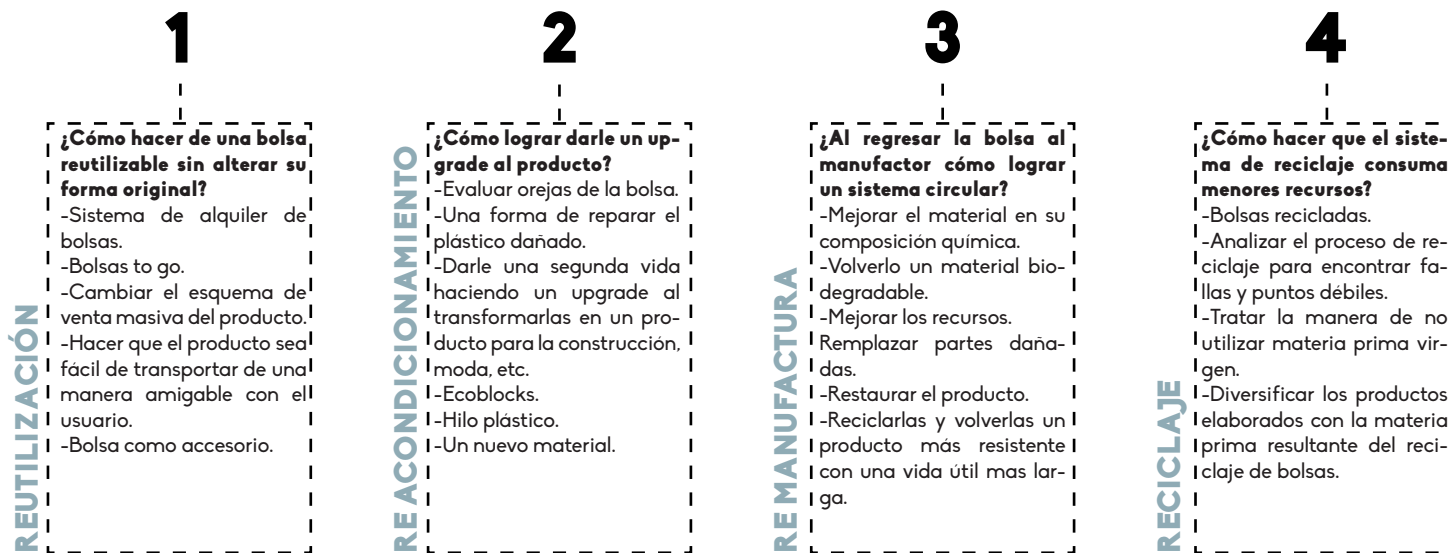 1
REUTILIZACIÓN
¿Cómo hacer de una bolsa
reutilizable sin alterar su
forma original?
-Sistema de alquiler de
bolsas.
-Bolsas to go.
-Cambiar el esquema de
venta masiva del producto.
-Hacer que el producto sea
fácil de transportar de una
manera amigable con el
usuario.
-Bolsa como accesorio.
2
RE ACONDICIONAMIENTO
¿Cómo lograr darle un up-
grade al producto?
-Evaluar orejas de la bolsa.
-Una forma de reparar el
plástico dañado.
-Darle una segunda vida
haciendo un upgrade al
transformarlas en un pro-
ducto para la construcción,
moda, etc.
-Ecoblocks.
-Hilo plástico.
-Un nuevo material.
3
RE MANUFACTURA
¿Al regresar la bolsa al
manufactor cómo lograr
un sistema circular?
-Mejorar el material en su
composición química.
-Volverlo un material bio-
degradable.
-Mejorar los recursos.
Remplazar partes daña-
das.
-Restaurar el producto.
-Reciclarlas y volverlas un
producto más resistente
con una vida útil mas lar-
ga.
4
RECICLAJE
¿Cómo hacer que el siste-
ma de reciclaje consuma
menores recursos?
-Bolsas recicladas.
-Analizar el proceso de re-
ciclaje para encontrar fa-
llas y puntos débiles.
-Tratar la manera de no
utilizar materia prima vir-
gen.
-Diversificar los productos
elaborados con la materia
prima resultante del reci-
claje de bolsas.